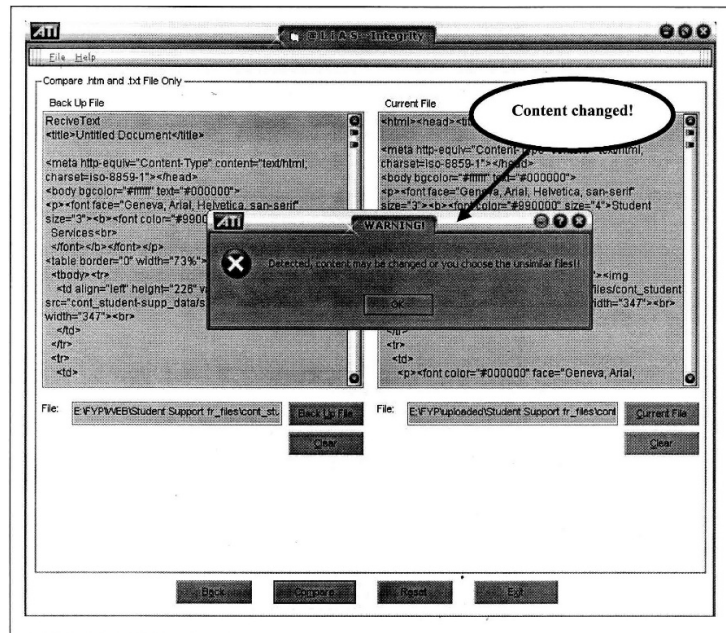 ATI
@ L I A S - Integrity
File Help
Compare .htm and .txt File Only
Back Up File
ReciveText
<title>Untitled Document</title>
<meta http-equiv="Content-Type" content="text/html;
charset=iso-8859-1"></head>
<body bgcolor="#ffffff" text="#000000">
<p><font face="Geneva, Arial, Helvetica, san-serif"
size="3"><b><font color="#9900
Services<br>
</font></b></font></p>
<table border="0" width="73%">
<tbody><tr>
<td align="left" height="226" va
src="cont_student-supp_data/s
width="347"><br>
</td>
</tr>
<tr>
<td>
Current File
<html><head><tit
<meta http-equiv="Content-Type"
charset=iso-8859-1"></head>
<body bgcolor="#ffffff" text="#000000">
<p><font face="Geneva, Arial, Helvetica, san-serif"
size="3"><b><font color="#990000" size="4">Student
"><img
files/cont_student
width="347"><br>
</tr>
<tr>
<td>
<p><font color="#000000" face="Geneva, Arial,
Content changed!
ATI
WARNING!
Detected, content may be changed or you choose the unsimilar files!!
OK
File:
E:\FYP\WEB\Student Support fr_files\cont_stu
Back Up File
Clear
File:
E:\FYP\uploaded\Student Support fr_files\cont
Current File
Clear
Back
Compare
Reset
Exit